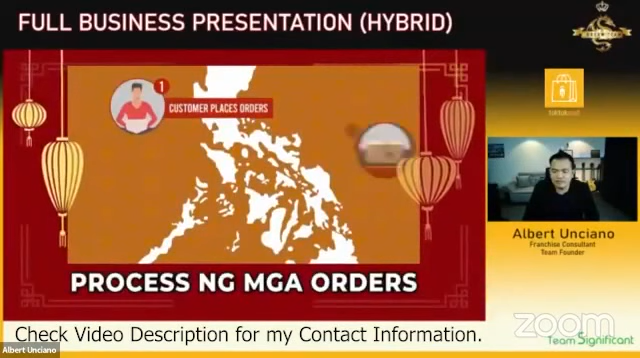 FULL BUSINESS PRESENTATION (HYBRID)
1
CUSTOMER PLACES ORDERS
PROCESS NG MGA ORDERS
Albert Unciano
Franchise Consultant
Team Founder
zoom
Team Significant
Check Video Description for my Contact Information.
Albert Unciano